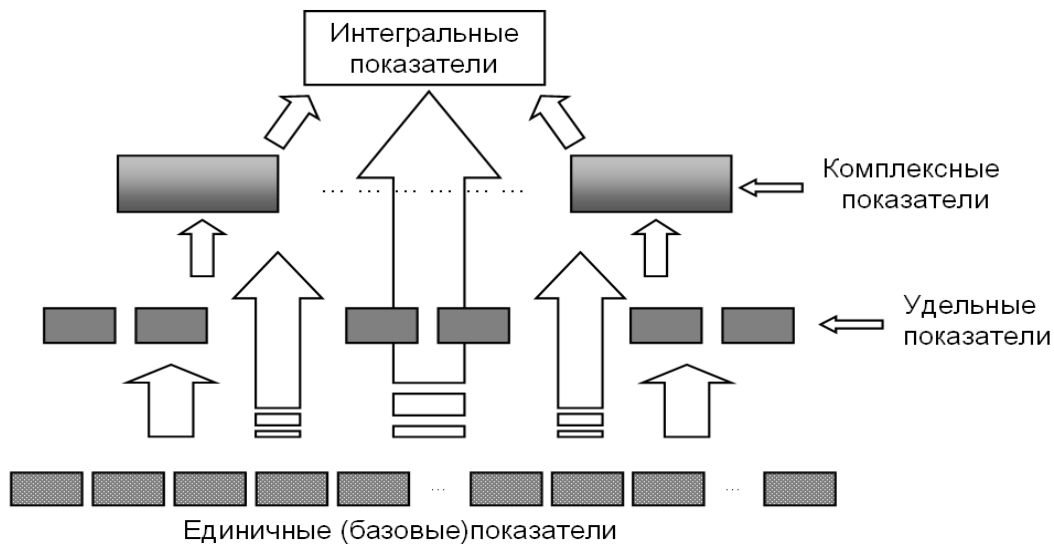 Интегральные
показатели
Комплексные
показатели
Удельные
показатели
Единичные (базовые)показатели